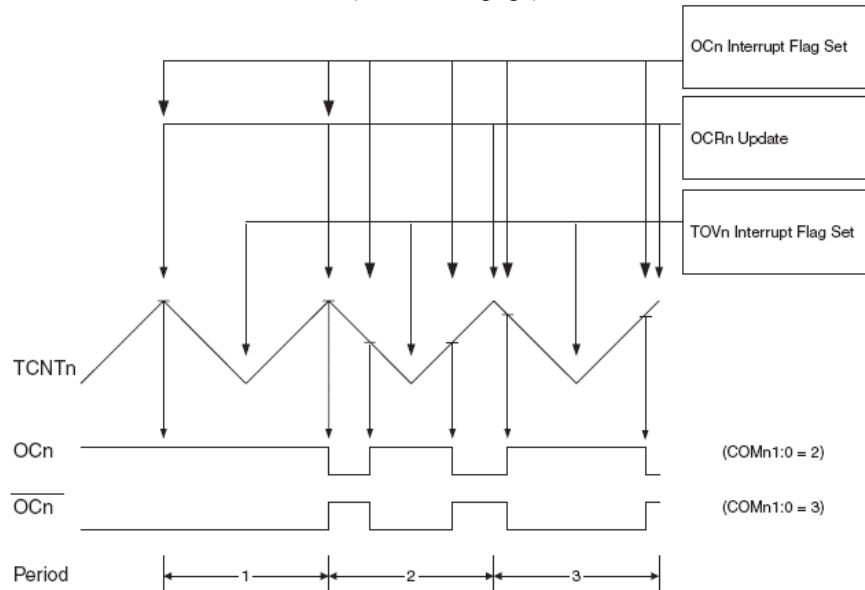 OCn Interrupt Flag Set
OCRn Update
TOVn Interrupt Flag Set
TCNTn
OCn
(COMn1:0 = 2)
OCn
(COMn1:0 = 3)
Period
1
2
3